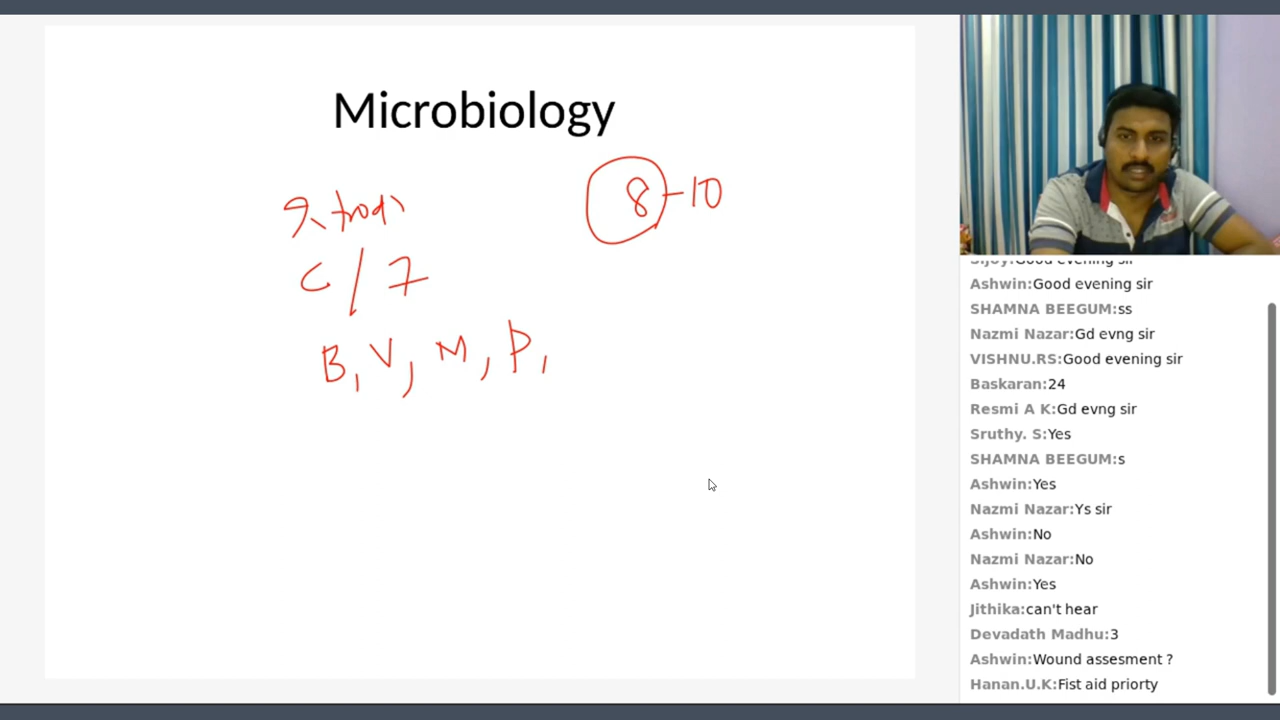 Microbiology
8-10
C/7
B, V, M, P,
Good evening sir
Ashwin:Good evening sir
SHAMNA BEEGUM:ss
Nazmi Nazar:Gd evng sir
VISHNU.RS:Good evening sir
Baskaran:24
Resmi A K:Gd evng sir
Sruthy. S:Yes
SHAMNA BEEGUM:s
Ashwin:Yes
Nazmi Nazar:Ys sir
Ashwin:No
Nazmi Nazar:No
Ashwin:Yes
Jithika:can't hear
Devadath Madhu:3
Ashwin:Wound assesment ?
Hanan.U.K:Fist aid priorty